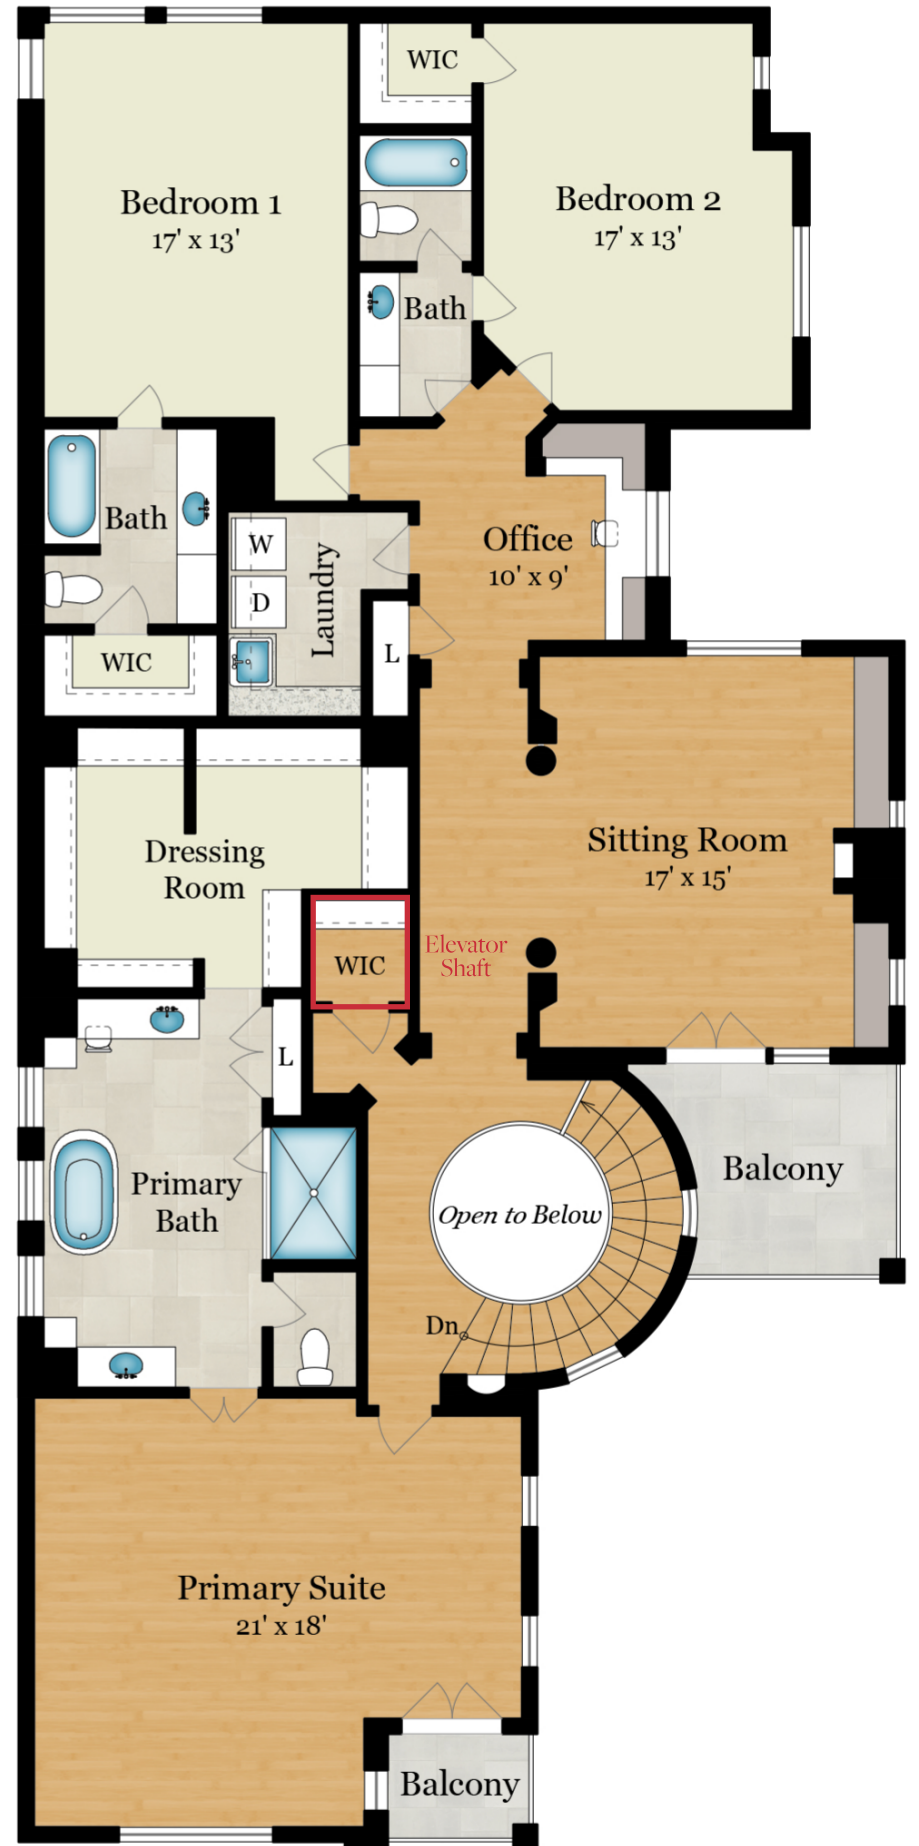 WIC
Bedroom 1
17' x 13'
Bedroom 2
17' x 13'
Bath
Bath
W
D
Laundry
Office
10' x 9'
L
WIC
Dressing
Room
Sitting Room
17' x 15'
WIC
Elevator
Shaft
L
Primary
Bath
Open to Below
Balcony
Dn
Primary Suite
21' x 18'
Balcony